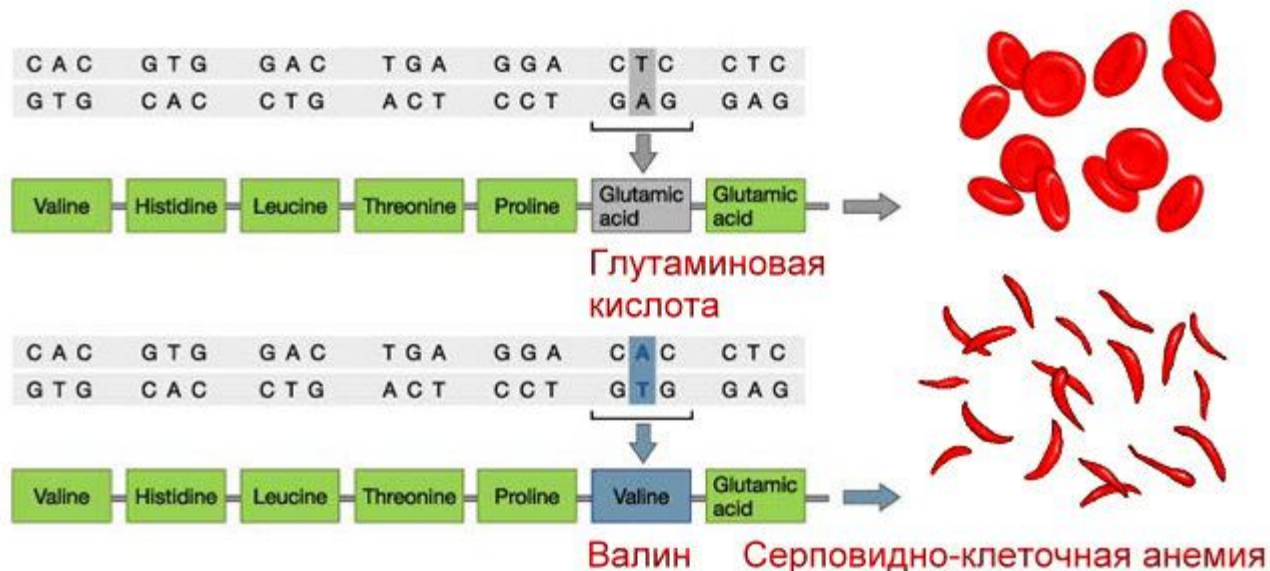 CAC GTG GAC TGA GGA CTC CTC
GTG CAC CTG ACT CCT GAG GAG
Valine Histidine Leucine Threonine Proline Glutamic acid Glutamic acid
Глутаминовая
кислота
CAC GTG GAC TGA GGA CAC CTC
GTG CAC CTG ACT CCT GTG GAG
Valine Histidine Leucine Threonine Proline Valine Glutamic acid
Валин Серповидно-клеточная анемия